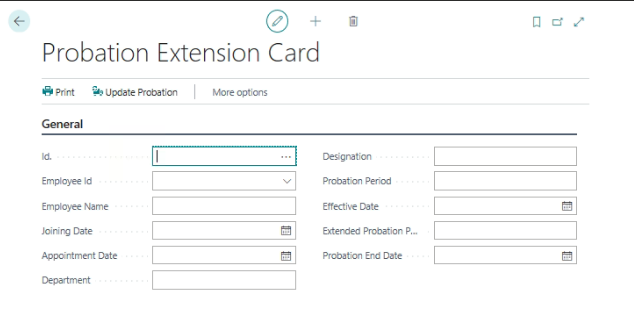 Probation Extension Card
Print Update Probation More options
General
Id.
Employee Id
Employee Name
Joining Date
Appointment Date
Department
Designation
Probation Period
Effective Date
Extended Probation P...
Probation End Date